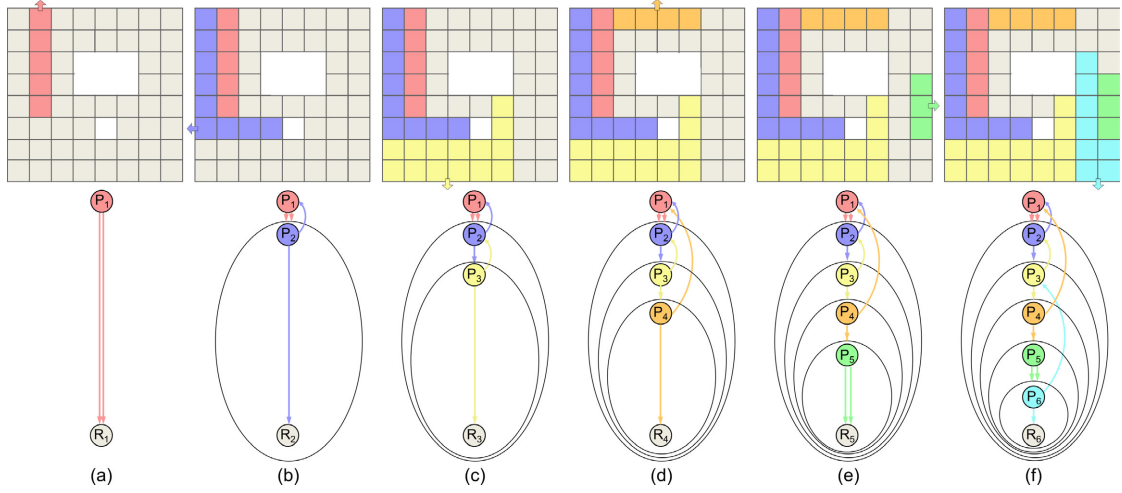 P1 P1 P1 P1 P1 P1
P2 P2 P2 P2 P2
P3 P3 P3 P3
P4 P4 P4
P5 P5
P6
R1 R2 R3 R4 R5 R6
(a) (b) (c) (d) (e) (f)